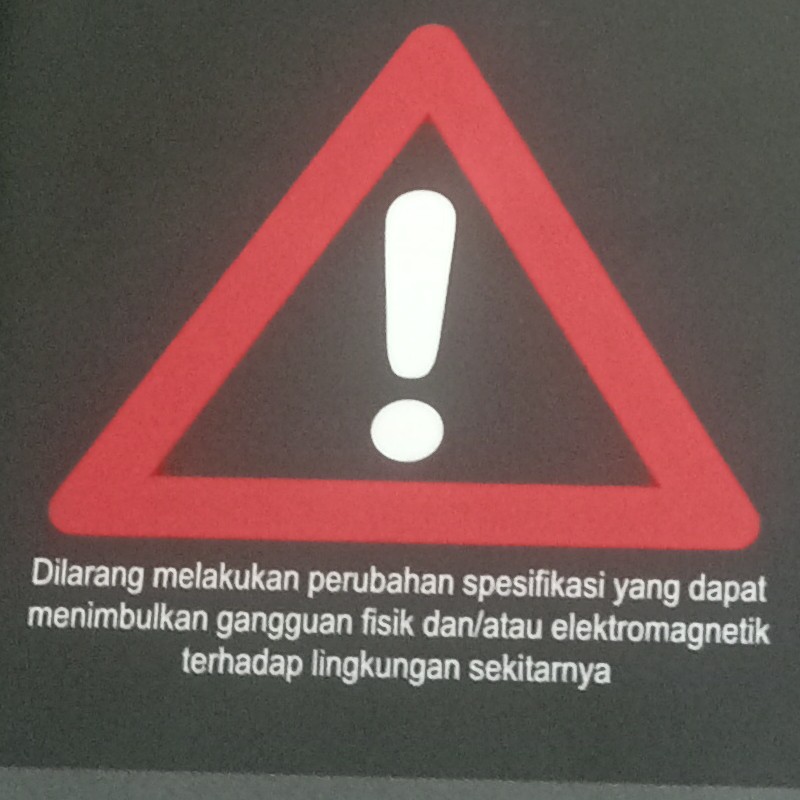 Dilarang melakukan perubahan spesifikasi yang dapat
menimbulkan gangguan fisik dan/atau elektromagnetik
terhadap lingkungan sekitarnya